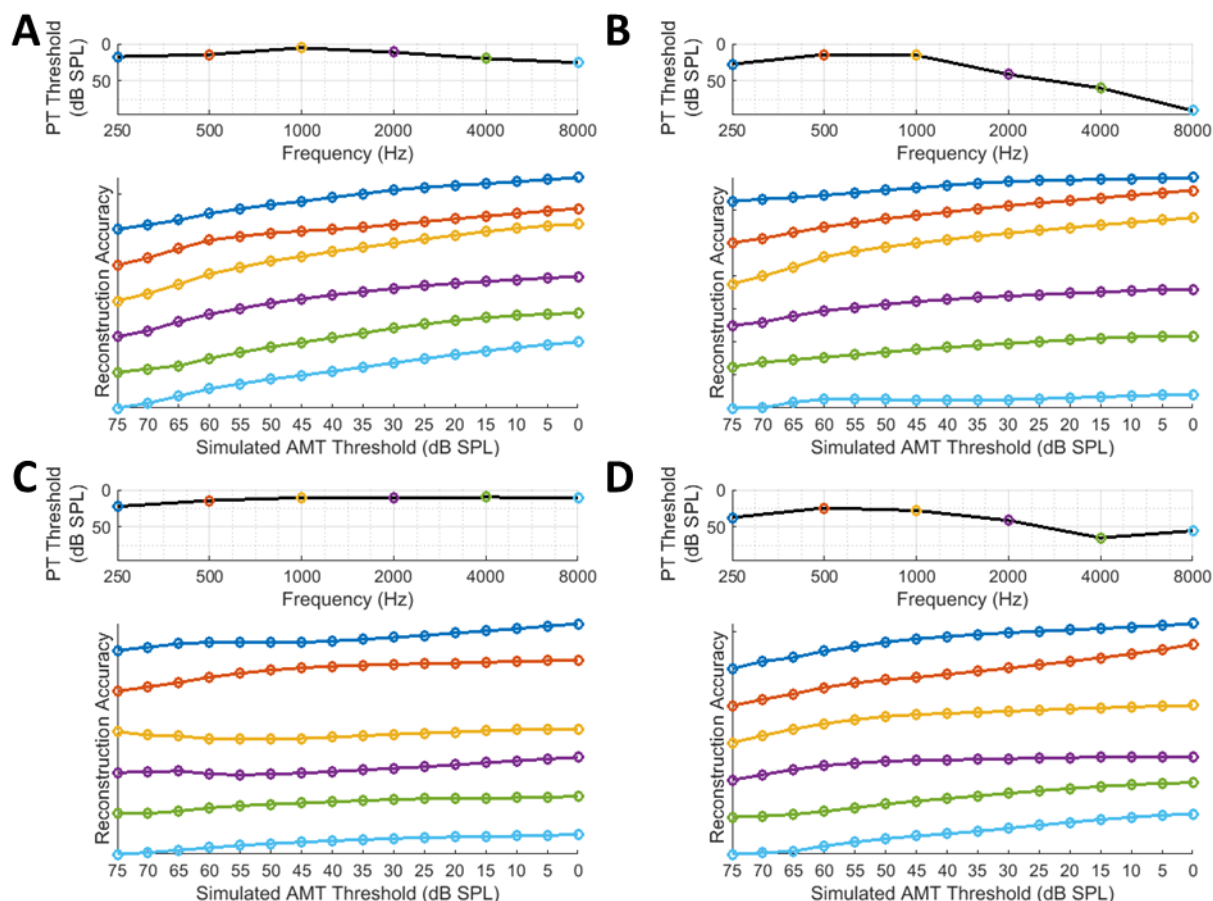 A
PT Threshold
(dB SPL)
0
50
250 500 1000 2000 4000 8000
Frequency (Hz)
Reconstruction Accuracy
75 70 65 60 55 50 45 40 35 30 25 20 15 10 5 0
Simulated AMT Threshold (dB SPL)
B
PT Threshold
(dB SPL)
0
50
250 500 1000 2000 4000 8000
Frequency (Hz)
Reconstruction Accuracy
75 70 65 60 55 50 45 40 35 30 25 20 15 10 5 0
Simulated AMT Threshold (dB SPL)
C
PT Threshold
(dB SPL)
0
50
250 500 1000 2000 4000 8000
Frequency (Hz)
Reconstruction Accuracy
75 70 65 60 55 50 45 40 35 30 25 20 15 10 5 0
Simulated AMT Threshold (dB SPL)
D
PT Threshold
(dB SPL)
0
50
250 500 1000 2000 4000 8000
Frequency (Hz)
Reconstruction Accuracy
75 70 65 60 55 50 45 40 35 30 25 20 15 10 5 0
Simulated AMT Threshold (dB SPL)